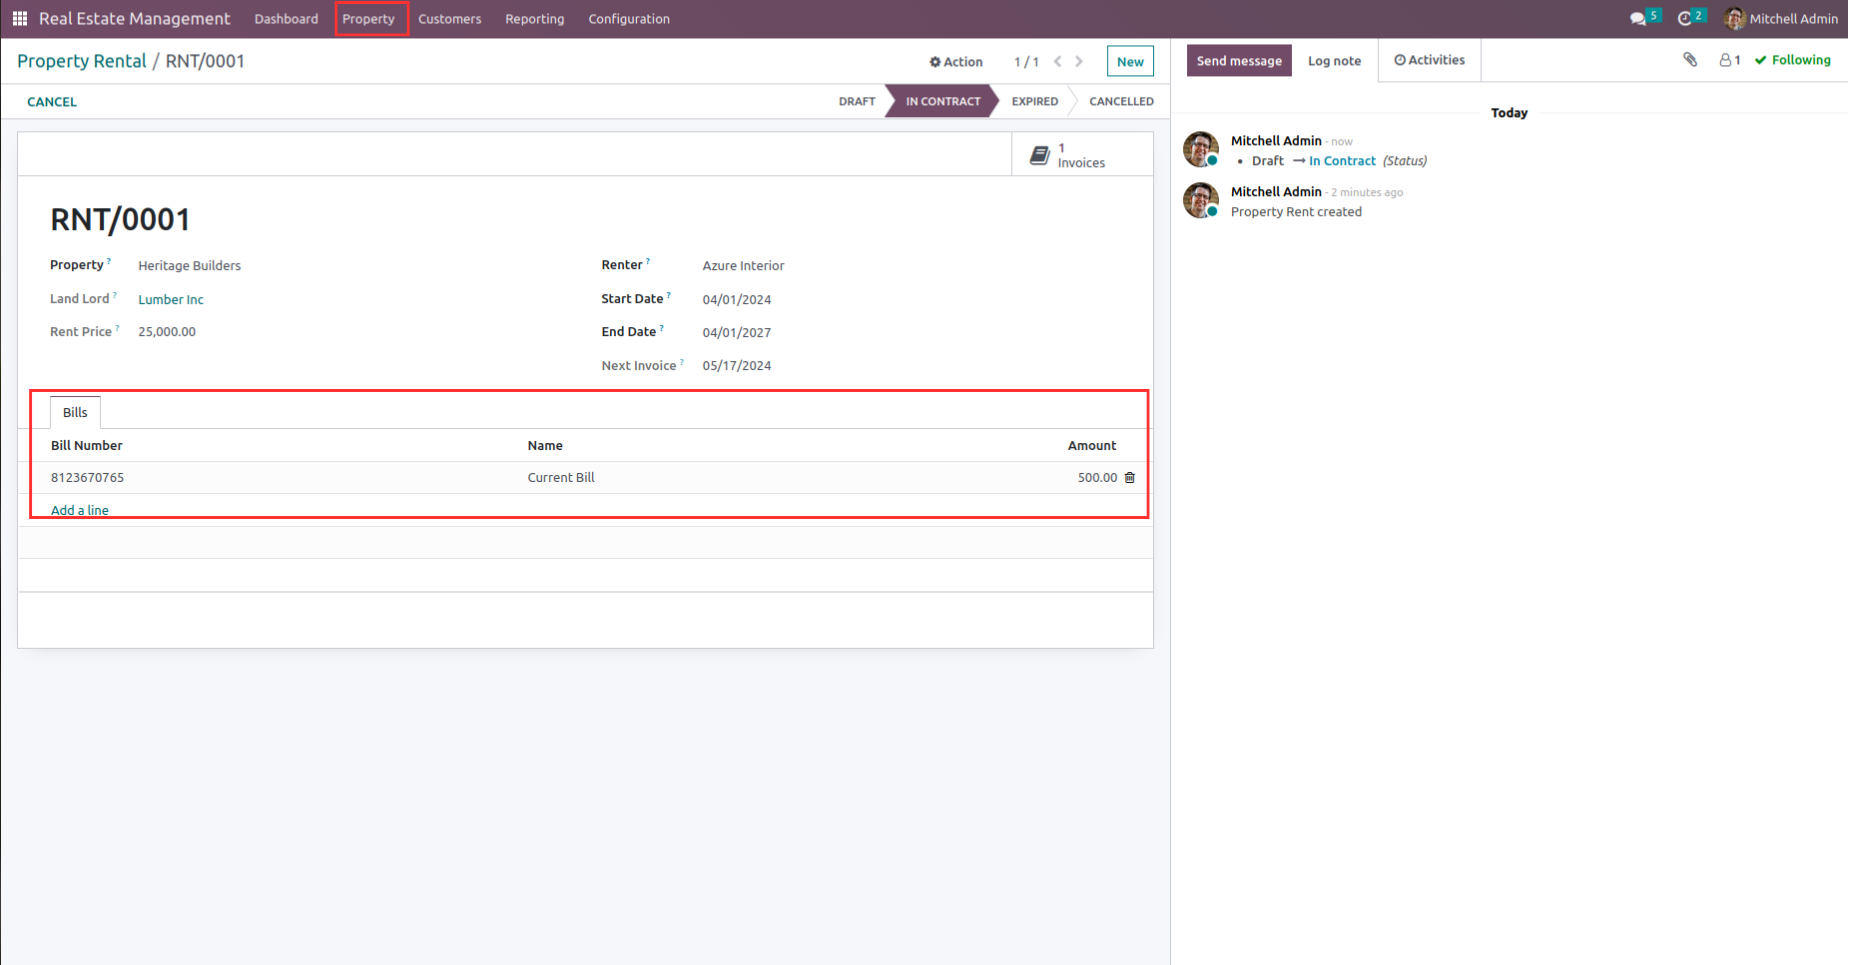 Real Estate Management Dashboard Property Customers Reporting Configuration 5 2 Mitchell Admin
Property Rental / RNT/0001 Action 1 / 1 New
CANCEL DRAFT IN CONTRACT EXPIRED CANCELLED
1
Invoices
RNT/0001
Property ? Heritage Builders Renter ? Azure Interior
Land Lord ? Lumber Inc Start Date ? 04/01/2024
Rent Price ? 25,000.00 End Date ? 04/01/2027
Next Invoice ? 05/17/2024
Bills
Bill Number Name Amount
8123670765 Current Bill 500.00
Add a line
Send message Log note Activities 1 Following
Today
Mitchell Admin - now
• Draft → In Contract (Status)
Mitchell Admin - 2 minutes ago
Property Rent created